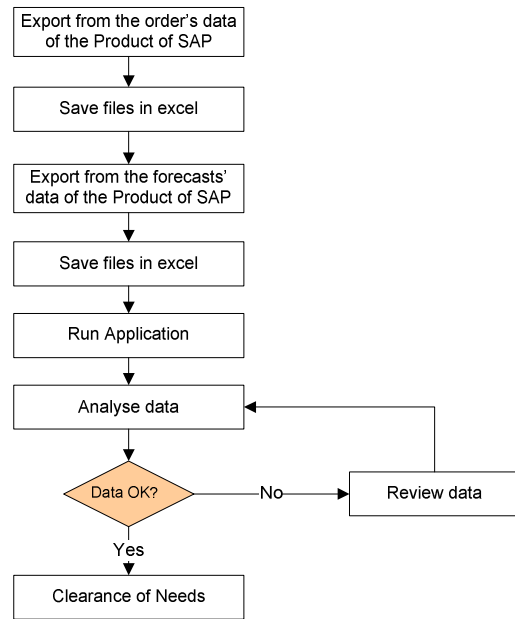 Export from the order's data
of the Product of SAP
Save files in excel
Export from the forecasts'
data of the Product of SAP
Save files in excel
Run Application
Analyse data
Data OK?
No
Review data
Yes
Clearance of Needs